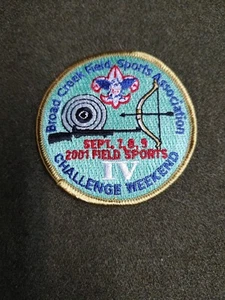 Broad Creek Field Sports Association
SEPT. 7, 8, 9
2001 FIELD SPORTS
IV
CHALLENGE WEEKEND